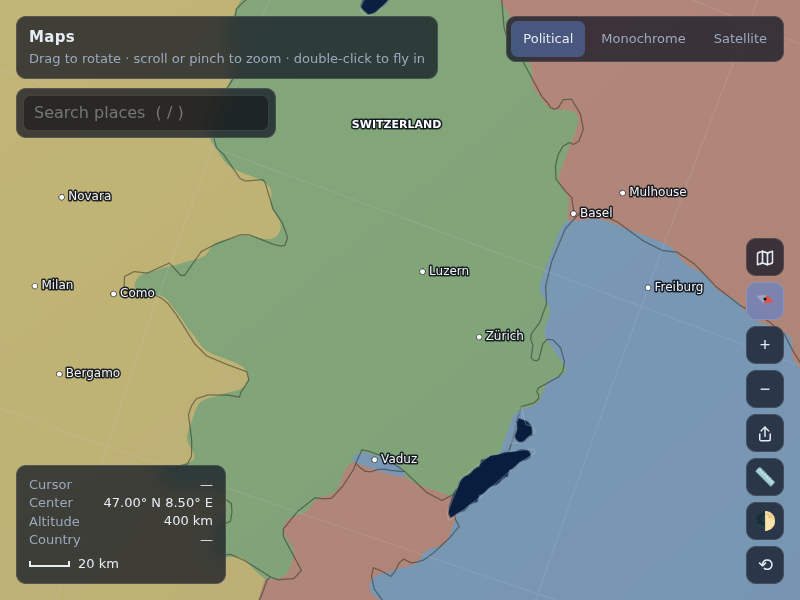 Maps
Drag to rotate · scroll or pinch to zoom · double-click to fly in
Political Monochrome Satellite
Search places ( / )
SWITZERLAND
Novara
Mulhouse
Basel
Luzern
Milan
Como
Freiburg
Zürich
Bergamo
Vaduz
Cursor —
Center 47.00° N 8.50° E
Altitude 400 km
Country —
20 km